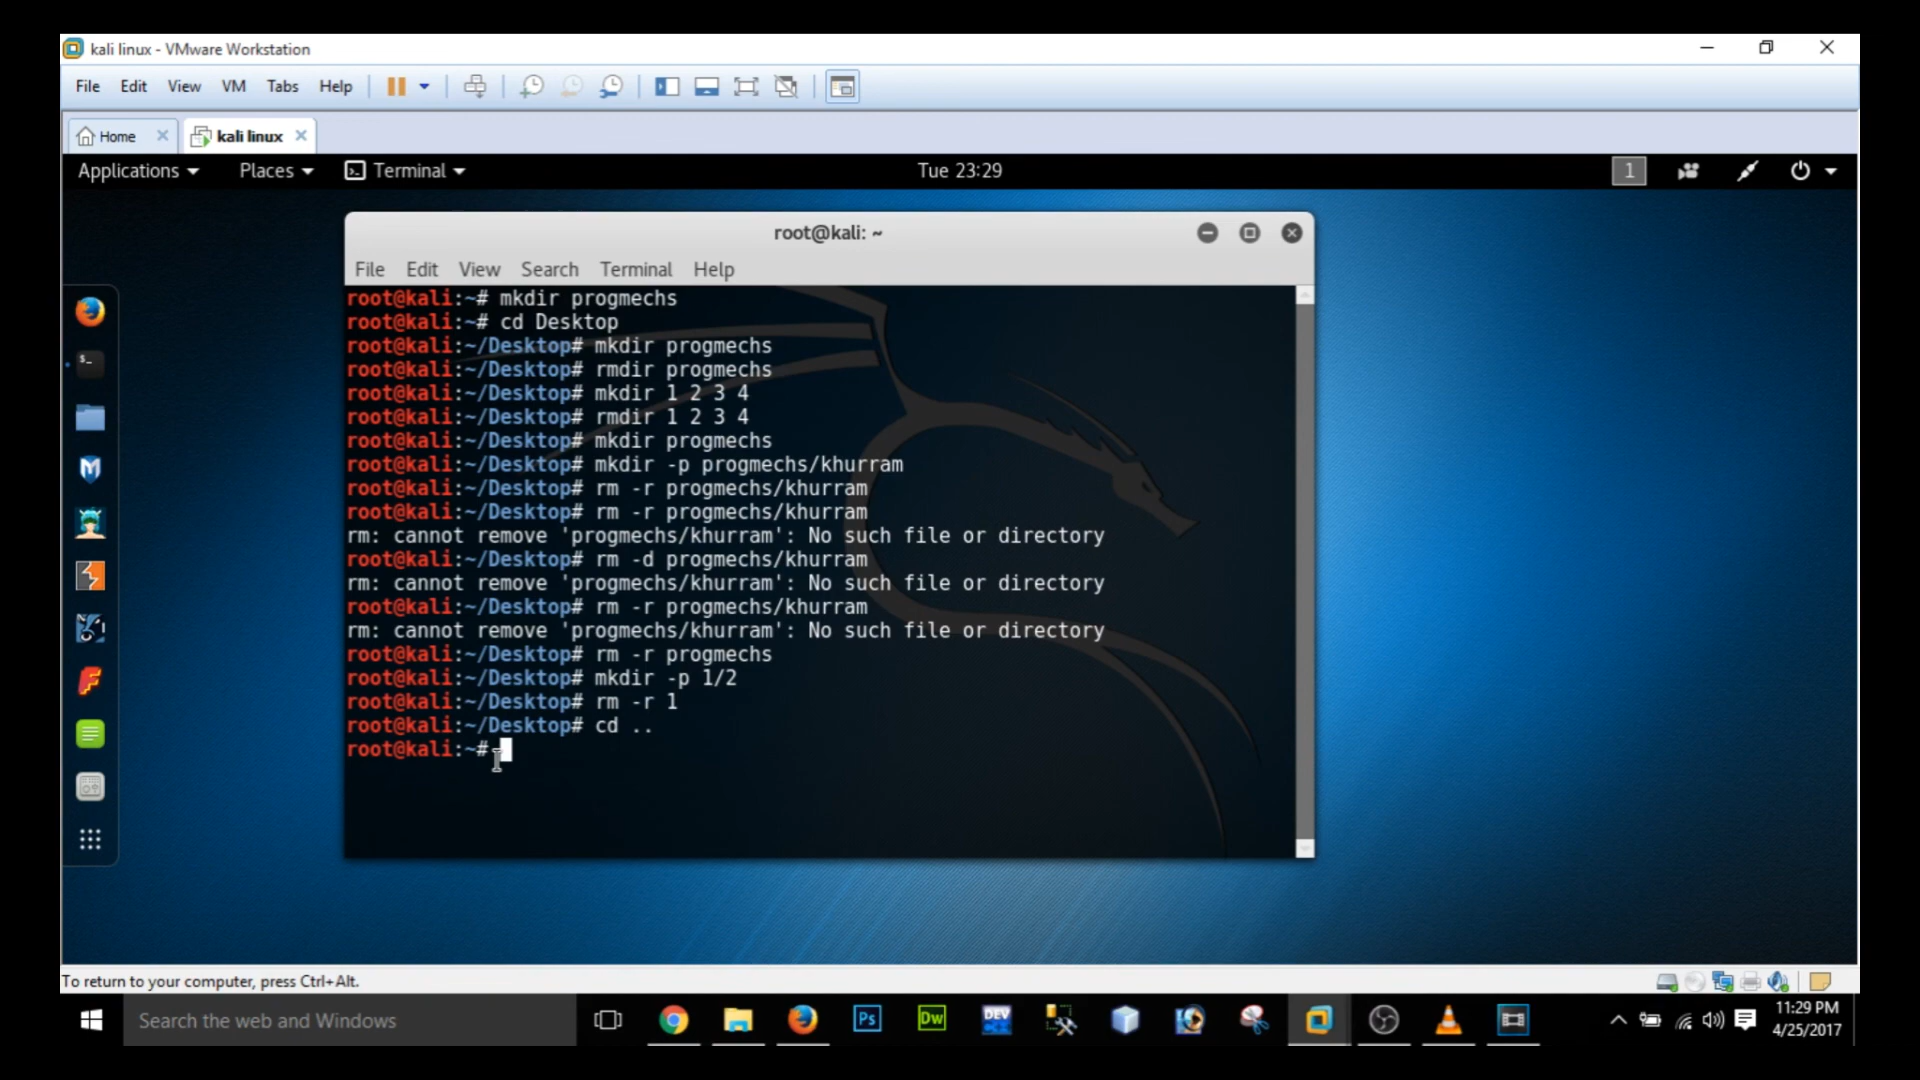 kali linux - VMware Workstation
File Edit View VM Tabs Help
Home kali linux
Applications Places Terminal Tue 23:29 1
root@kali: ~
File Edit View Search Terminal Help
root@kali:~# mkdir progmechs
root@kali:~# cd Desktop
root@kali:~/Desktop# mkdir progmechs
root@kali:~/Desktop# rmdir progmechs
root@kali:~/Desktop# mkdir 1 2 3 4
root@kali:~/Desktop# rmdir 1 2 3 4
root@kali:~/Desktop# mkdir progmechs
root@kali:~/Desktop# mkdir -p progmechs/khurram
root@kali:~/Desktop# rm -r progmechs/khurram
root@kali:~/Desktop# rm -r progmechs/khurram
rm: cannot remove 'progmechs/khurram': No such file or directory
root@kali:~/Desktop# rm -d progmechs/khurram
rm: cannot remove 'progmechs/khurram': No such file or directory
root@kali:~/Desktop# rm -r progmechs/khurram
rm: cannot remove 'progmechs/khurram': No such file or directory
root@kali:~/Desktop# rm -r progmechs
root@kali:~/Desktop# mkdir -p 1/2
root@kali:~/Desktop# rm -r 1
root@kali:~/Desktop# cd ..
root@kali:~#
To return to your computer, press Ctrl+Alt.
Search the web and Windows
Ps
Dw
DEV
11:29 PM
4/25/2017